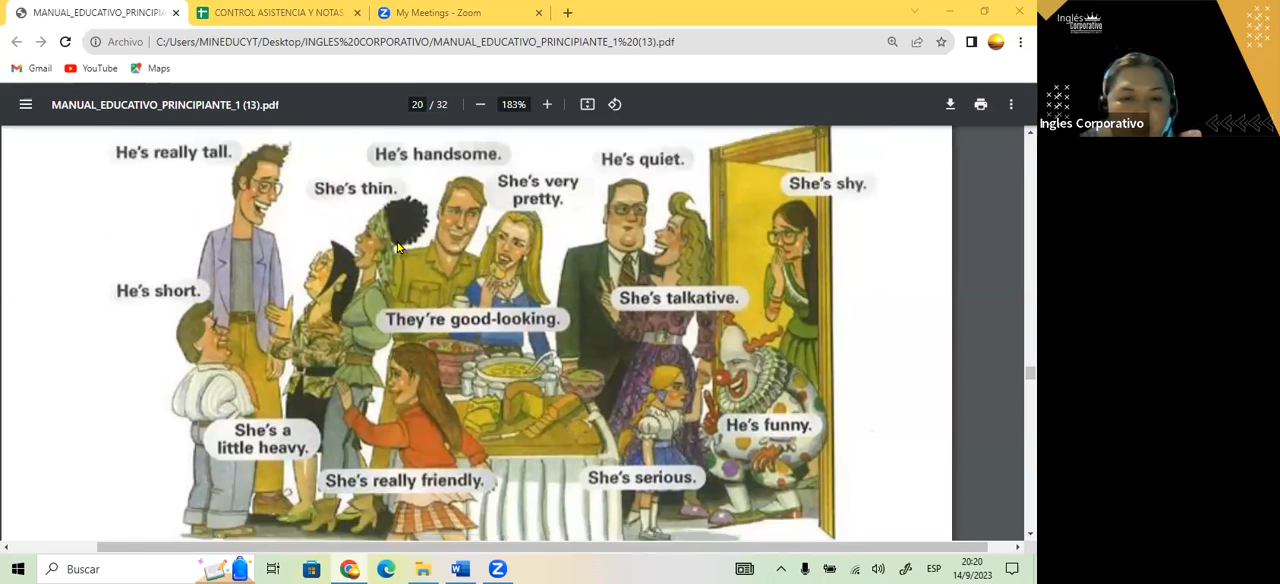 MANUAL_EDUCATIVO_PRINCIPIA
CONTROL ASISTENCIA Y NOTAS
My Meetings - Zoom
Archivo
C:/Users/MINEDUCYT/Desktop/INGLES%20CORPORATIVO/MANUAL_EDUCATIVO_PRINCIPIANTE_1%20(13).pdf
Gmail
YouTube
Maps
MANUAL_EDUCATIVO_PRINCIPIANTE_1 (13).pdf
20 / 32
183%
Inglés
Corporativo
Ingles Corporativo
He's really tall.
He's handsome.
He's quiet.
She's thin.
She's very
pretty.
She's shy.
He's short.
She's talkative.
They're good-looking.
She's a
little heavy.
He's funny.
She's really friendly.
She's serious.
Buscar
ESP
20:20
14/9/2023